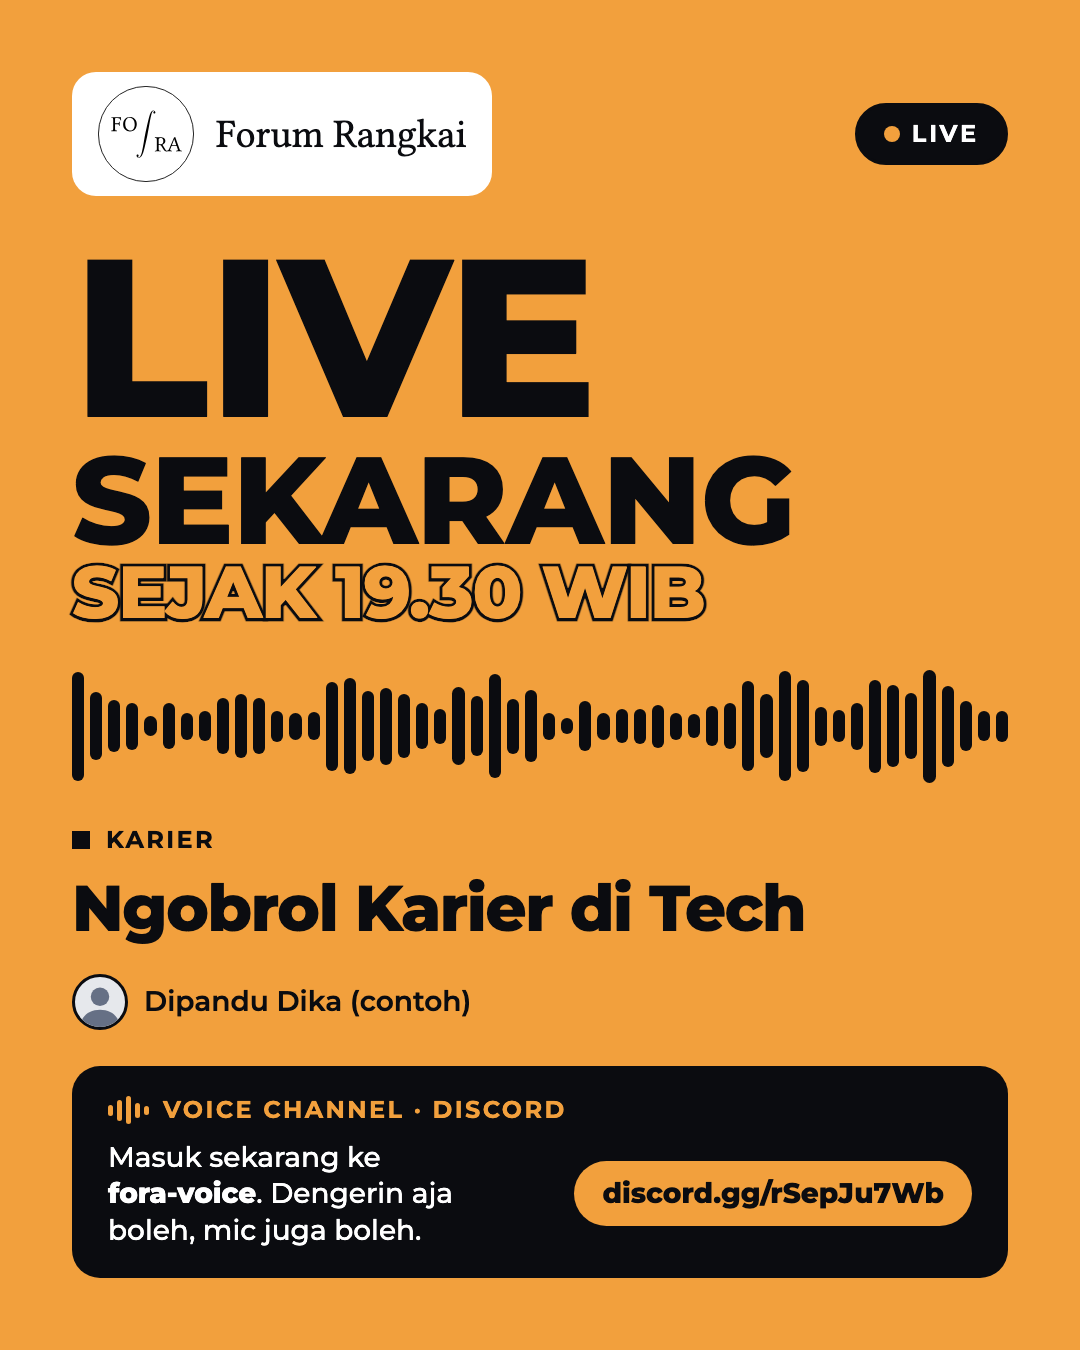 FO RA
Forum Rangkai
LIVE
LIVE
SEKARANG
SEJAK 19.30 WIB
KARIER
Ngobrol Karier di Tech
Dipandu Dika (contoh)
VOICE CHANNEL · DISCORD
Masuk sekarang ke
fora-voice. Dengerin aja
boleh, mic juga boleh.
discord.gg/rSepJu7Wb